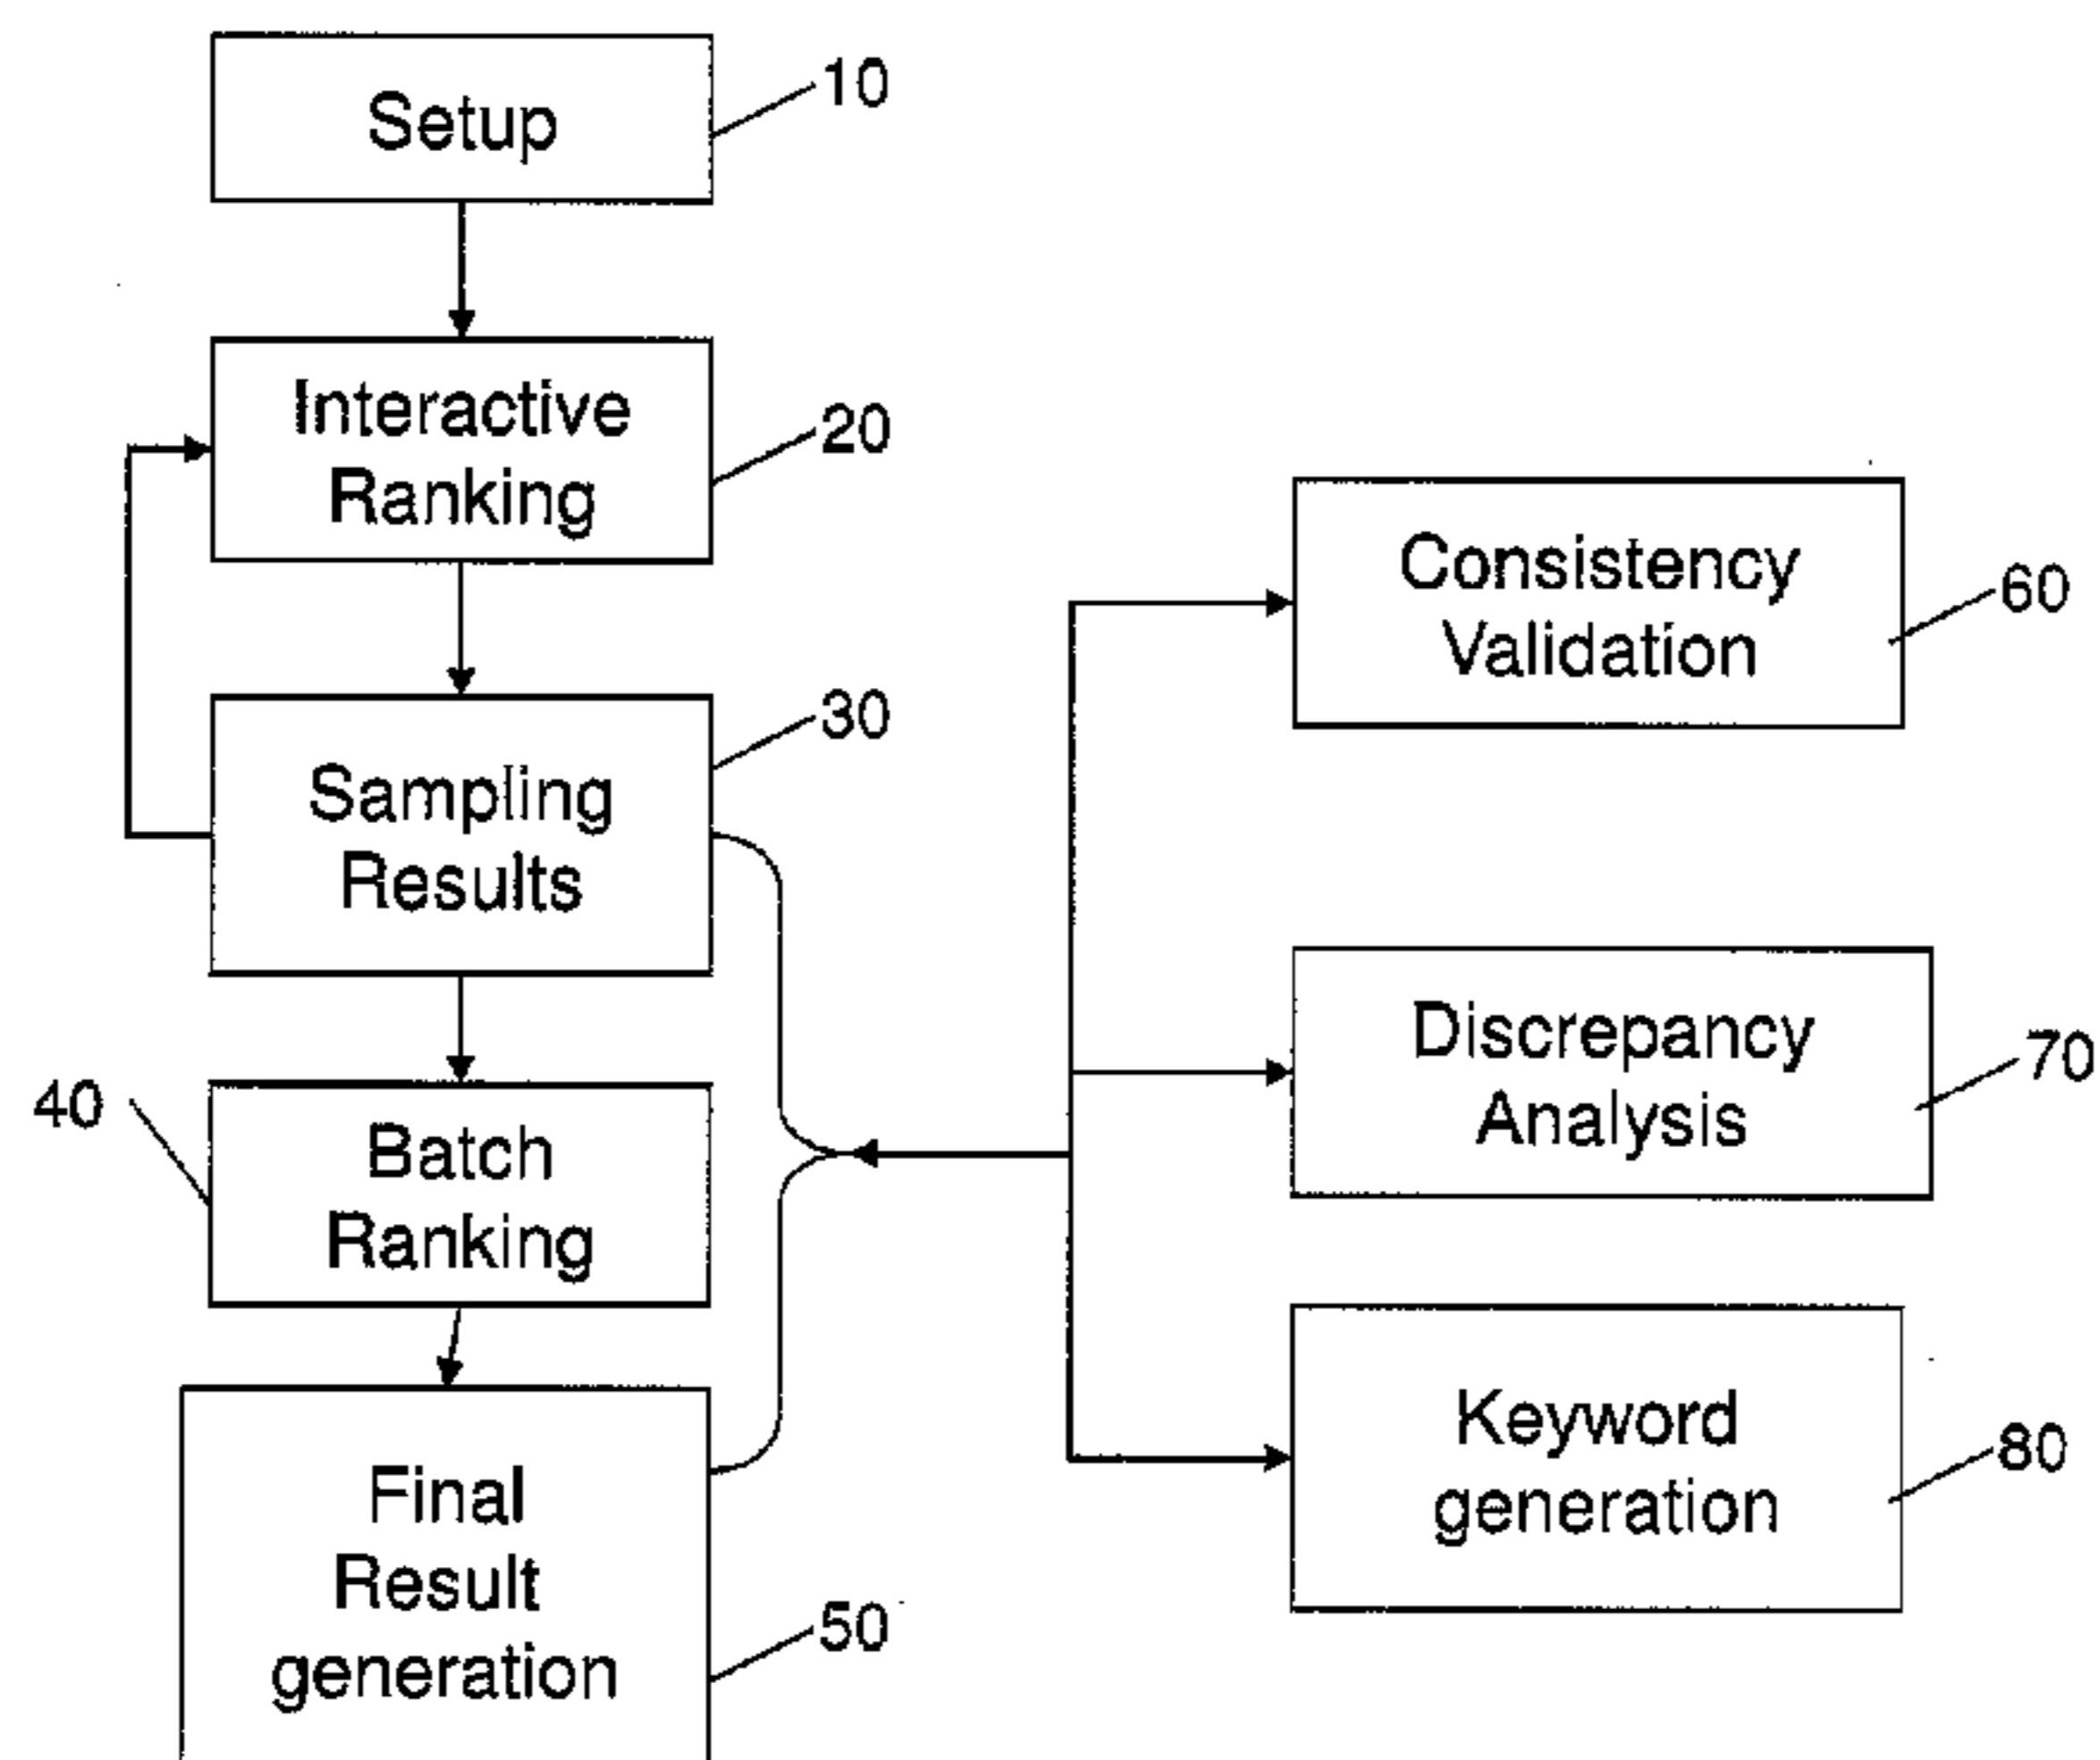 Setup
10
Interactive
Ranking
20
Sampling
Results
30
40
Batch
Ranking
Final
Result
generation
50
Consistency
Validation
60
Discrepancy
Analysis
70
Keyword
generation
80